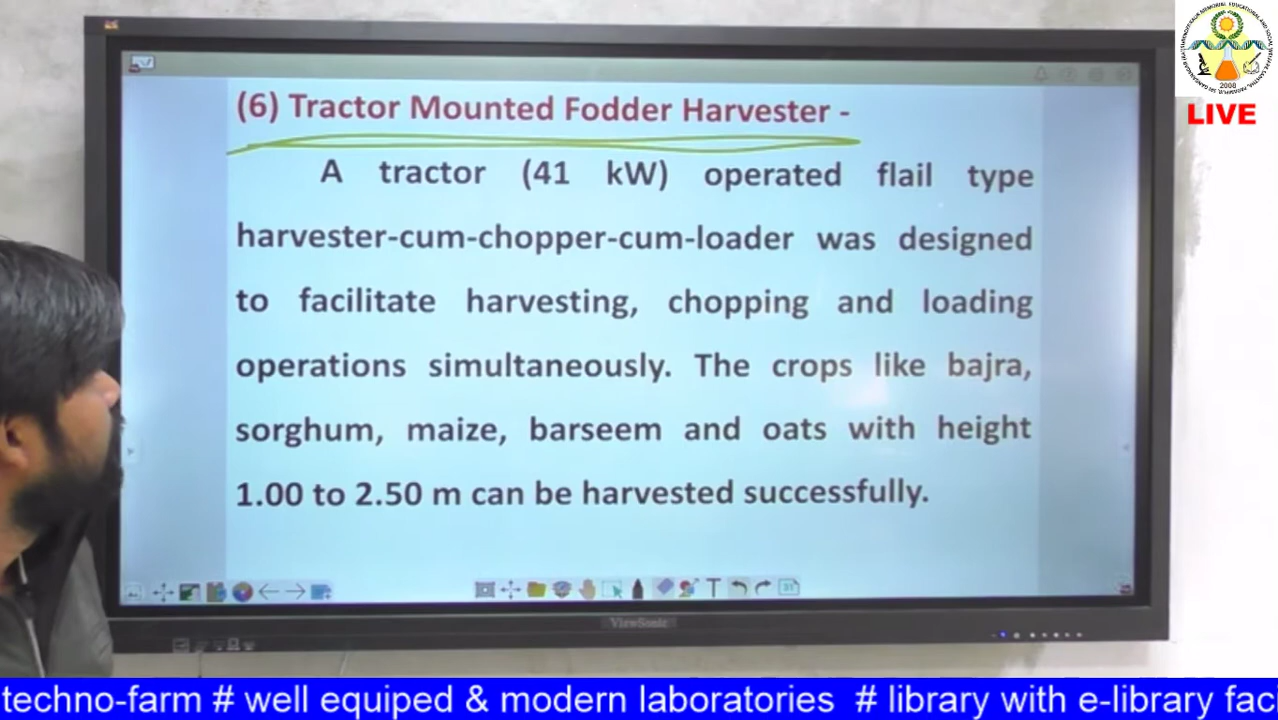 (6) Tractor Mounted Fodder Harvester -
A tractor (41 kW) operated flail type
harvester-cum-chopper-cum-loader was designed
to facilitate harvesting, chopping and loading
operations simultaneously. The crops like bajra,
sorghum, maize, barseem and oats with height
1.00 to 2.50 m can be harvested successfully.
ViewSonic
2008
LIVE
techno-farm # well equiped & modern laboratories # library with e-library fac